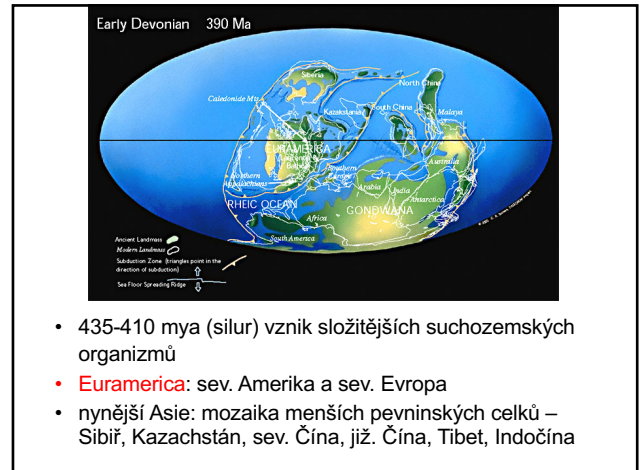 Early Devonian 390 Ma
Siberia
North China
Caledonide Mts
Kazakstania
South China
Malaya
EURAMERICA
Australia
Northern
Appalachians
Southern
Europe
Arabia
India
Antarctica
RHEIC OCEAN
GONDWANA
Africa
South America
Ancient Landmass
Modern Landmass
Subduction Zone (triangles point in the
direction of subduction)
Sea Floor Spreading Ridge
• 435-410 mya (silur) vznik složitějších suchozemských
organizmů
• Euramerica: sev. Amerika a sev. Evropa
• nynější Asie: mozaika menších pevninských celků –
Sibiř, Kazachstán, sev. Čína, již. Čína, Tibet, Indočína